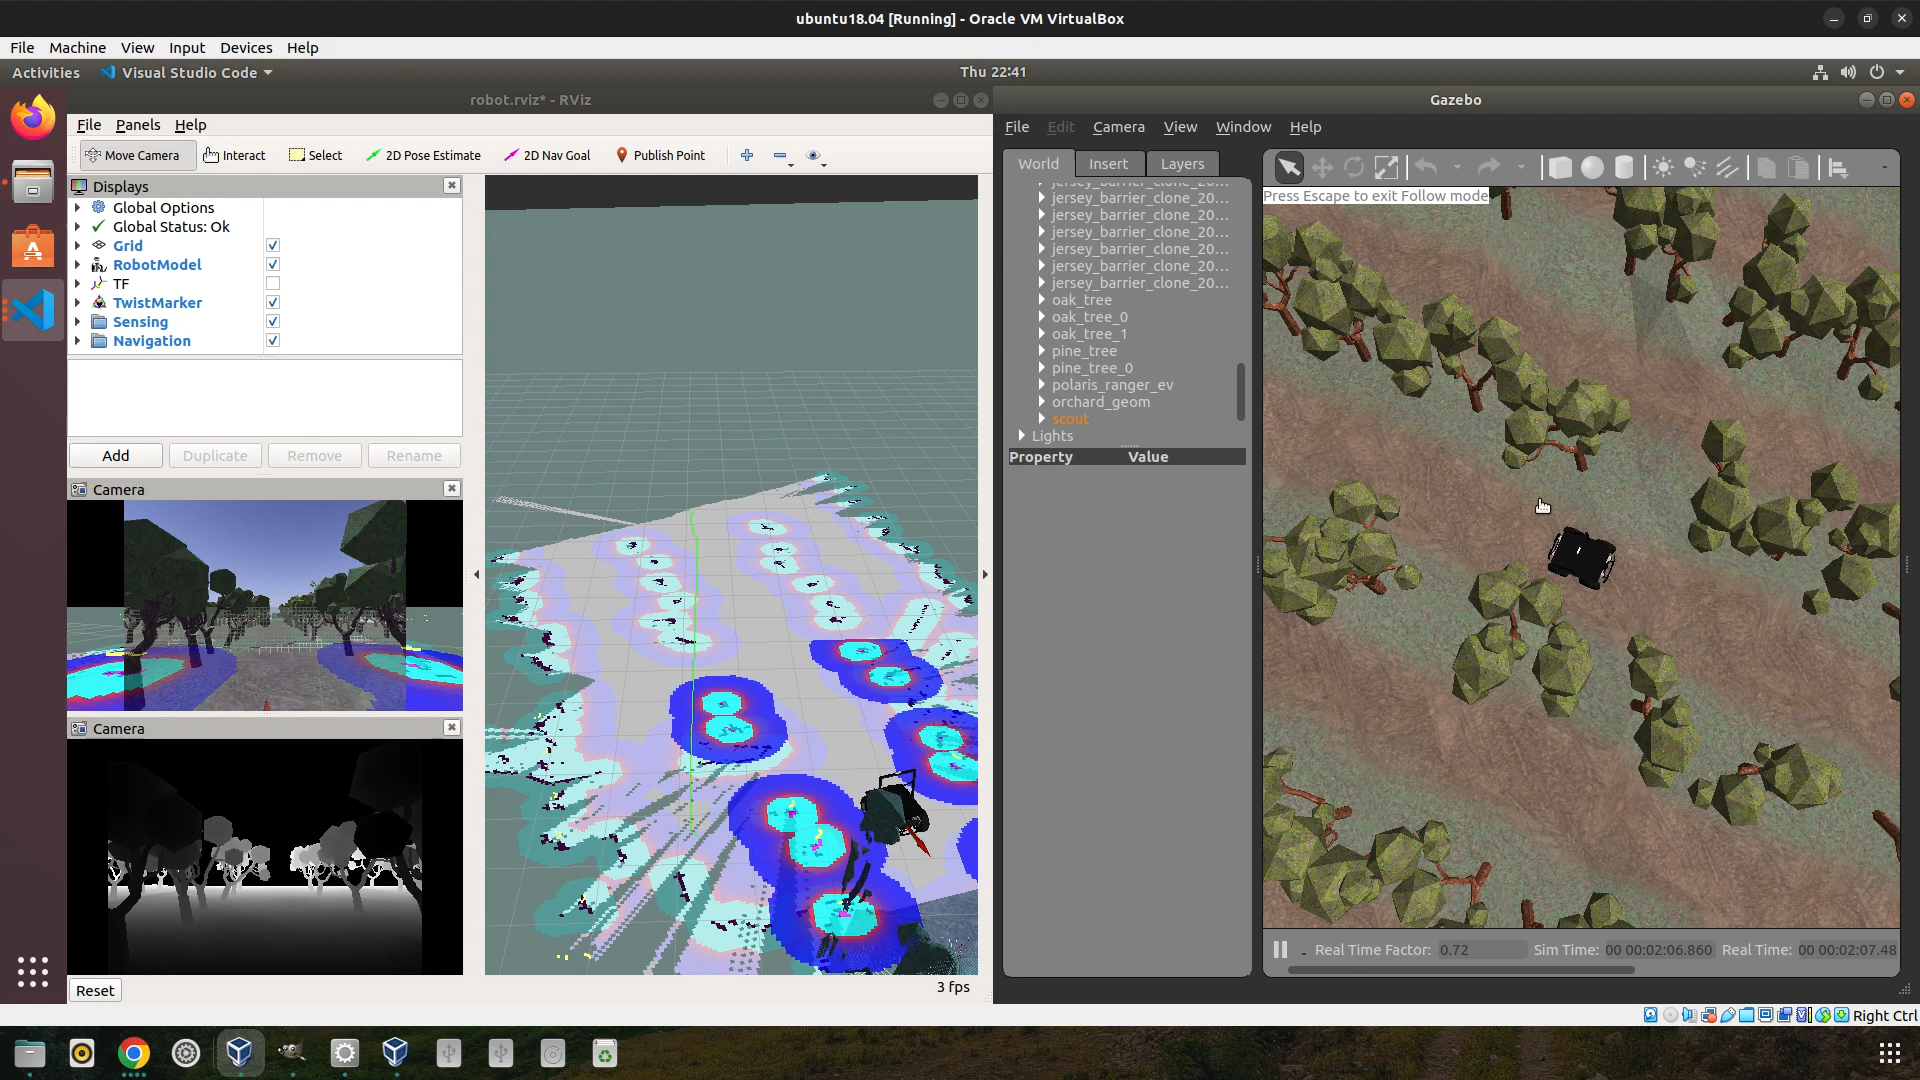 ubuntu18.04 [Running] - Oracle VM VirtualBox
File Machine View Input Devices Help
Activities Visual Studio Code Thu 22:41
robot.rviz* - RViz
File Panels Help
Move Camera Interact Select 2D Pose Estimate 2D Nav Goal Publish Point
Displays
Global Options
Global Status: Ok
Grid
RobotModel
TF
TwistMarker
Sensing
Navigation
Add Duplicate Remove Rename
Camera
Camera
Reset
3 fps
Gazebo
File Edit Camera View Window Help
World Insert Layers
jersey_barrier_clone_20...
jersey_barrier_clone_20...
jersey_barrier_clone_20...
jersey_barrier_clone_20...
jersey_barrier_clone_20...
jersey_barrier_clone_20...
jersey_barrier_clone_20...
oak_tree
oak_tree_0
oak_tree_1
pine_tree
pine_tree_0
polaris_ranger_ev
orchard_geom
scout
Lights
Property Value
Press Escape to exit Follow mode
Real Time Factor: 0.72 Sim Time: 00 00:02:06.860 Real Time: 00 00:02:07.48
Right Ctrl